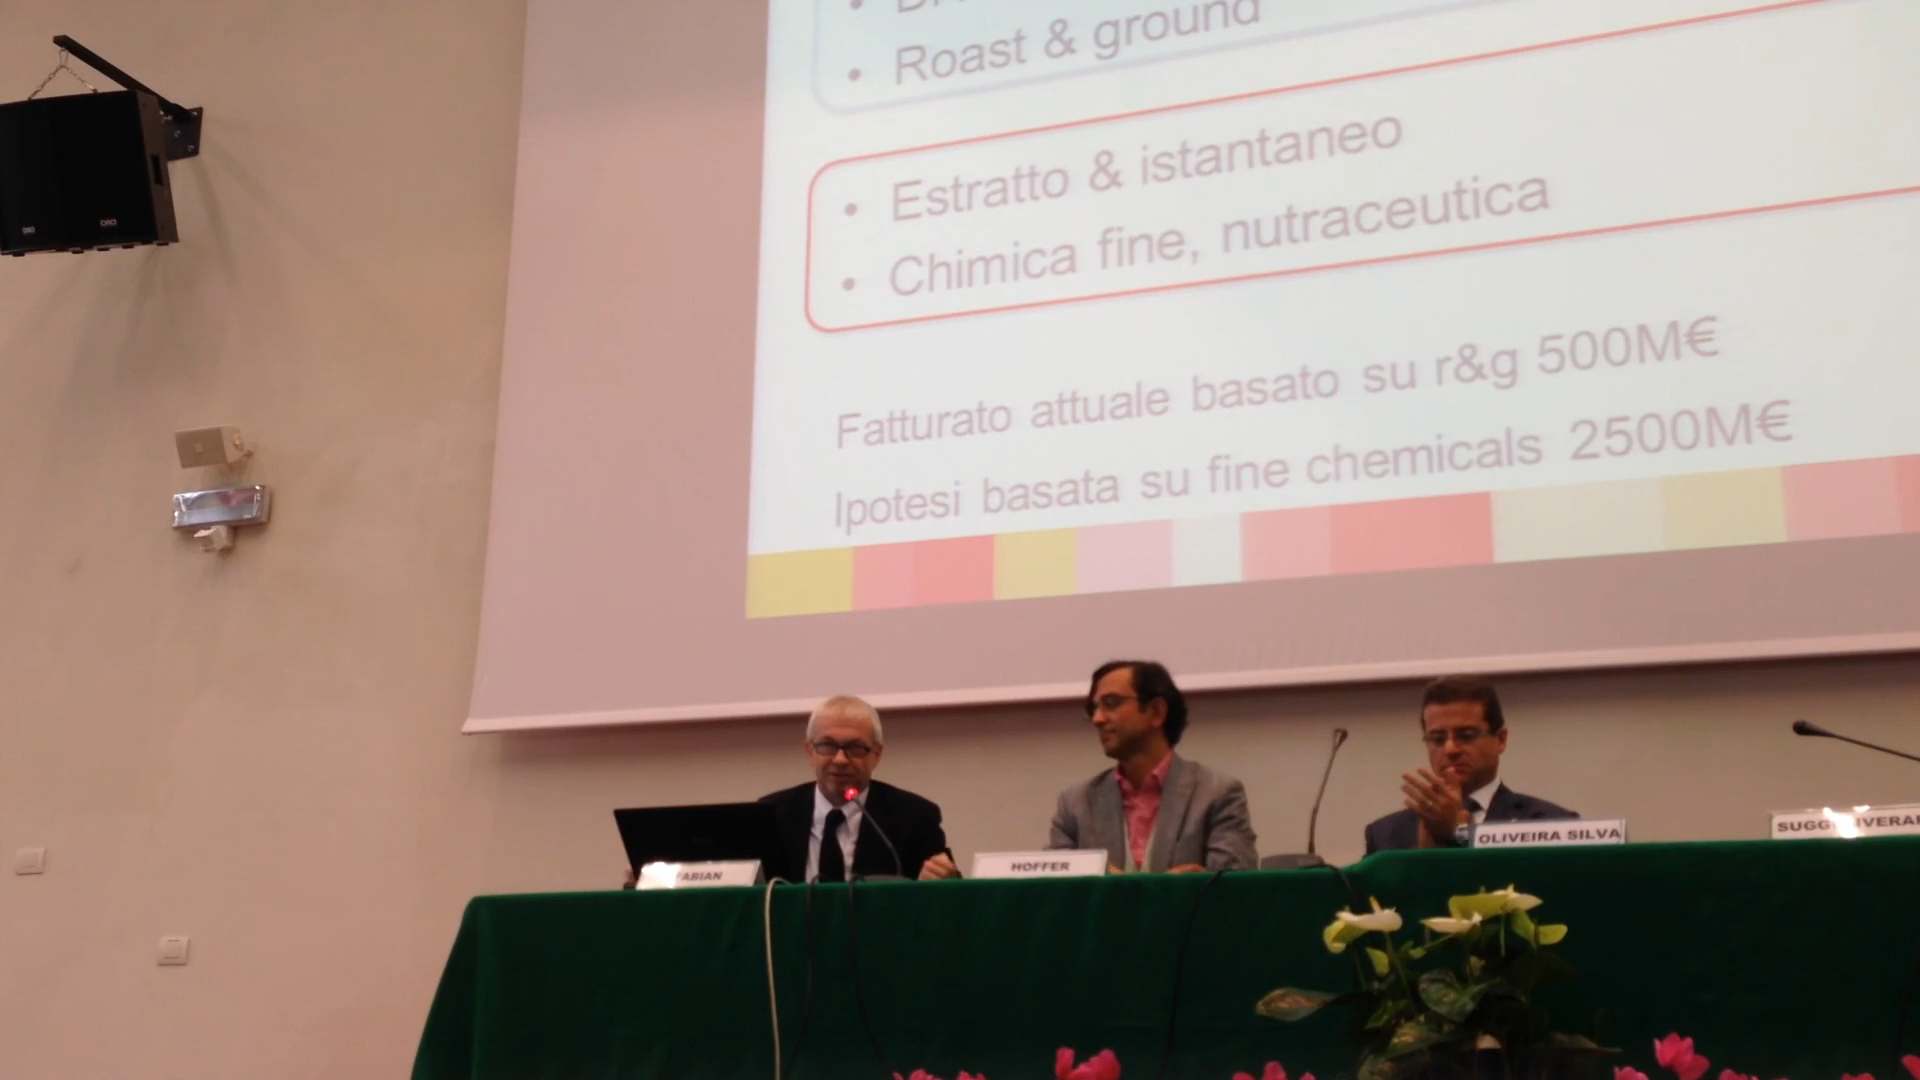 • Roast & ground
• Estratto & istantaneo
• Chimica fine, nutraceutica
Fatturato attuale basato su r&g 500M€
Ipotesi basata su fine chemicals 2500M€
HOFFER
OLIVEIRA SILVA